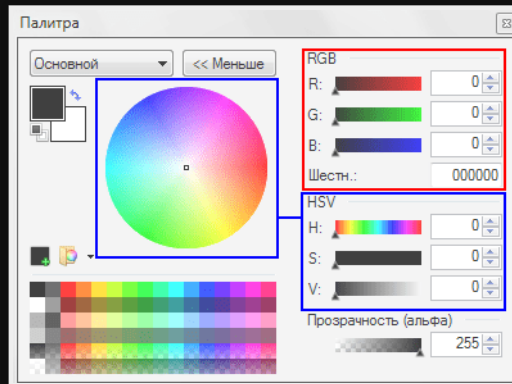 Палитра
Основной
<< Меньше
RGB
R: 0
G: 0
B: 0
Шестн.: 000000
HSV
H: 0
S: 0
V: 0
Прозрачность (альфа)
255